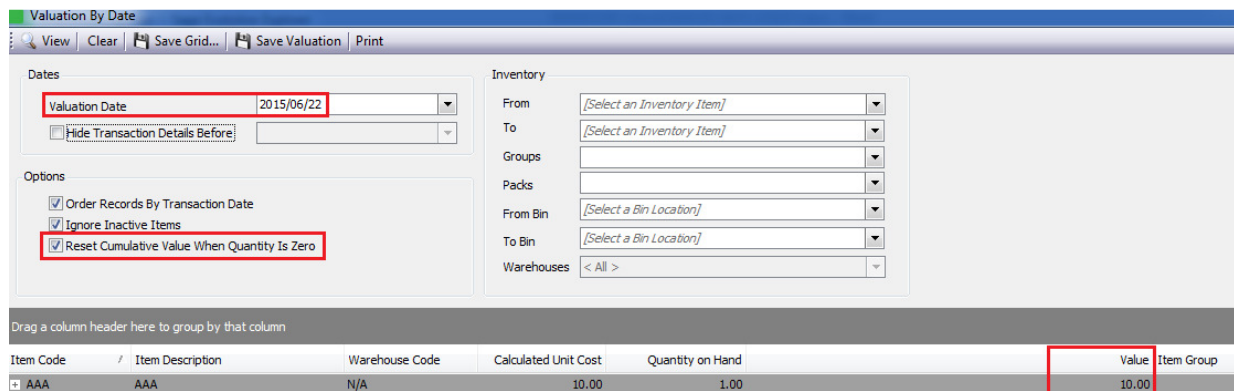 Valuation By Date
View Clear Save Grid... Save Valuation Print
Dates
Valuation Date 2015/06/22
Hide Transaction Details Before
Options
Order Records By Transaction Date
Ignore Inactive Items
Reset Cumulative Value When Quantity Is Zero
Inventory
From [Select an Inventory Item]
To [Select an Inventory Item]
Groups
Packs
From Bin [Select a Bin Location]
To Bin [Select a Bin Location]
Warehouses < All >
Drag a column header here to group by that column
Item Code / Item Description Warehouse Code Calculated Unit Cost Quantity on Hand Value Item Group
AAA AAA N/A 10.00 1.00 10.00